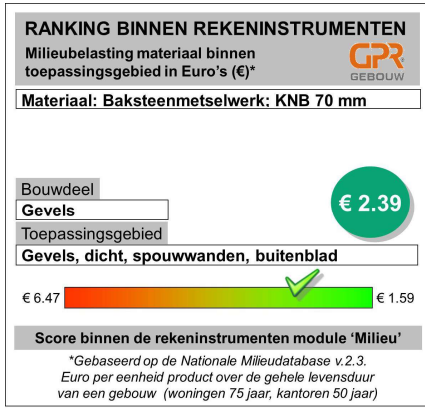 RANKING BINNEN REKENINSTRUMENTEN
Milieubelasting materiaal binnen
toepassingsgebied in Euro's (€)*
GPR
GEBOUW
Materiaal: Baksteenmetselwerk; KNB 70 mm
Bouwdeel
Gevels
€ 2.39
Toepassingsgebied
Gevels, dicht, spouwwanden, buitenblad
€ 6.47
€ 1.59
Score binnen de rekeninstrumenten module ‘Milieu’
*Gebaseerd op de Nationale Milieudatabase v.2.3.
Euro per eenheid product over de gehele levensduur
van een gebouw (woningen 75 jaar, kantoren 50 jaar)